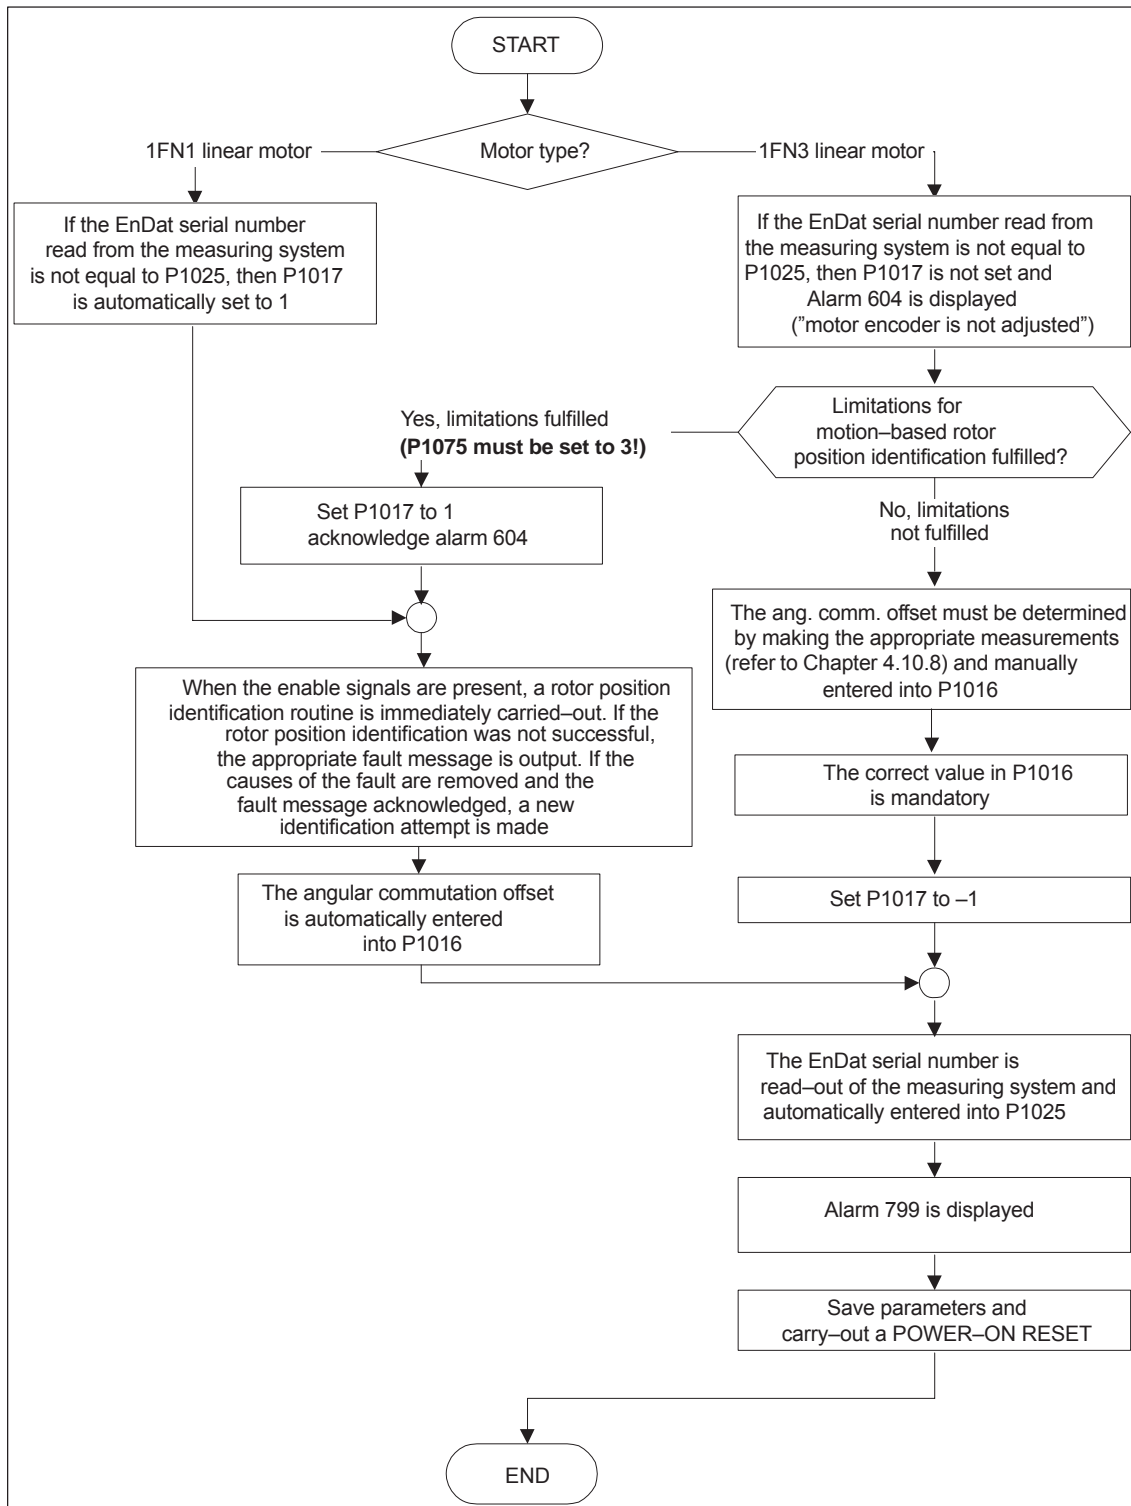 START
Motor type?
1FN1 linear motor
1FN3 linear motor
If the EnDat serial number
read from the measuring system
is not equal to P1025, then P1017
is automatically set to 1
If the EnDat serial number read from
the measuring system is not equal to
P1025, then P1017 is not set and
Alarm 604 is displayed
("motor encoder is not adjusted")
Limitations for
motion–based rotor
position identification fulfilled?
Yes, limitations fulfilled
(P1075 must be set to 3!)
Set P1017 to 1
acknowledge alarm 604
No, limitations
not fulfilled
The ang. comm. offset must be determined
by making the appropriate measurements
(refer to Chapter 4.10.8) and manually
entered into P1016
When the enable signals are present, a rotor position
identification routine is immediately carried–out. If the
rotor position identification was not successful,
the appropriate fault message is output. If the
causes of the fault are removed and the
fault message acknowledged, a new
identification attempt is made
The correct value in P1016
is mandatory
The angular commutation offset
is automatically entered
into P1016
Set P1017 to –1
The EnDat serial number is
read–out of the measuring system and
automatically entered into P1025
Alarm 799 is displayed
Save parameters and
carry–out a POWER–ON RESET
END